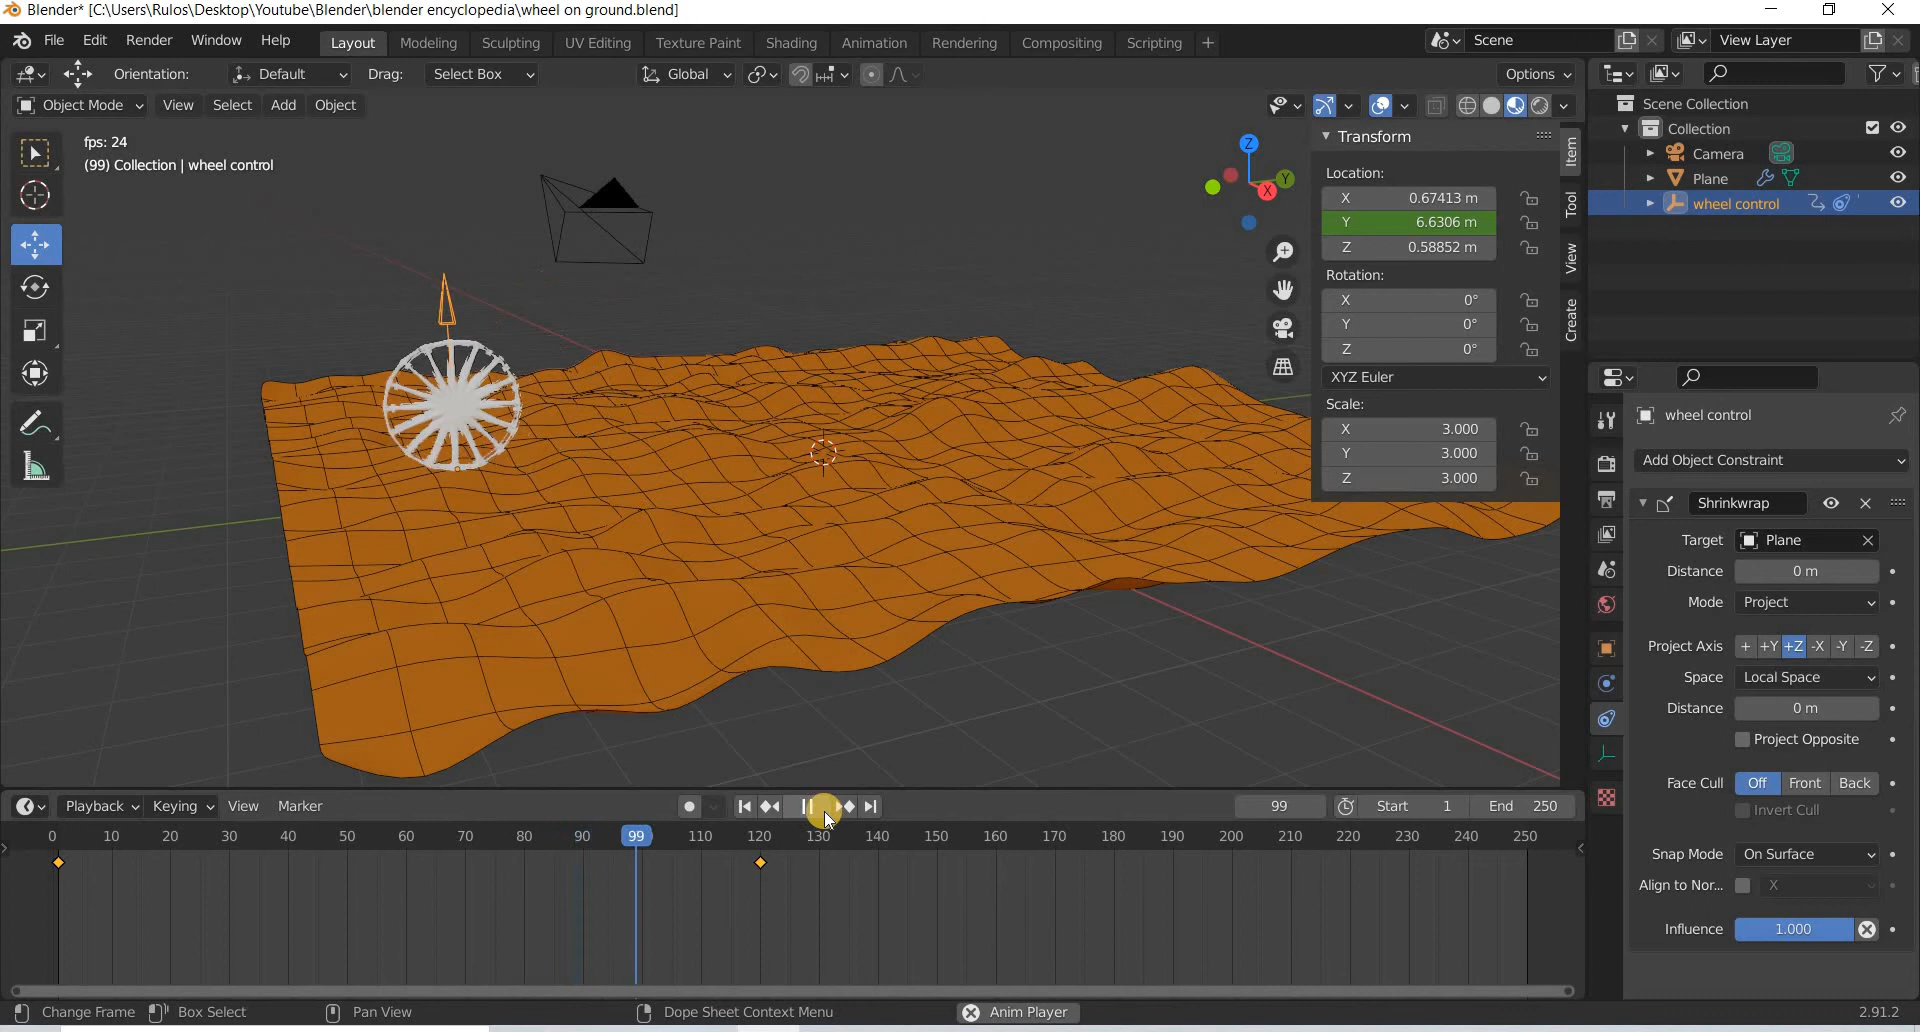 Blender* [C:\Users\Rulos\Desktop\Youtube\Blender\blender encyclopedia\wheel on ground.blend]
File Edit Render Window Help Layout Modeling Sculpting UV Editing Texture Paint Shading Animation Rendering Compositing Scripting + Scene View Layer
Orientation: Default Drag: Select Box Global Options
Object Mode View Select Add Object
fps: 24
(99) Collection | wheel control
Z
Y
X
Transform
Location:
X 0.67413 m
Y 6.6306 m
Z 0.58852 m
Rotation:
X 0°
Y 0°
Z 0°
XYZ Euler
Scale:
X 3.000
Y 3.000
Z 3.000
Item
Tool
View
Create
Scene Collection
Collection
Camera
Plane
wheel control
wheel control
Add Object Constraint
Shrinkwrap
Target Plane
Distance 0 m
Mode Project
Project Axis + +Y +Z -X -Y -Z
Space Local Space
Distance 0 m
Project Opposite
Face Cull Off Front Back
Invert Cull
Snap Mode On Surface
Align to Nor... X
Influence 1.000
Playback Keying View Marker 99 Start 1 End 250
0 10 20 30 40 50 60 70 80 90 99 110 120 130 140 150 160 170 180 190 200 210 220 230 240 250
Change Frame Box Select Pan View Dope Sheet Context Menu Anim Player 2.91.2